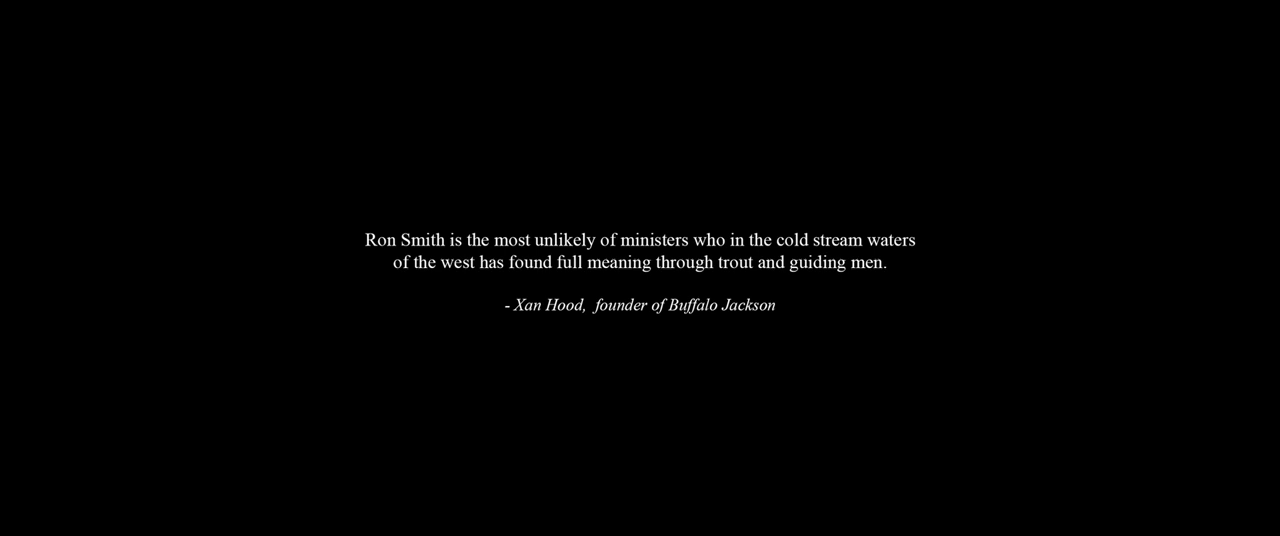 Ron Smith is the most unlikely of ministers who in the cold stream waters
of the west has found full meaning through trout and guiding men.
- Xan Hood,  founder of Buffalo Jackson